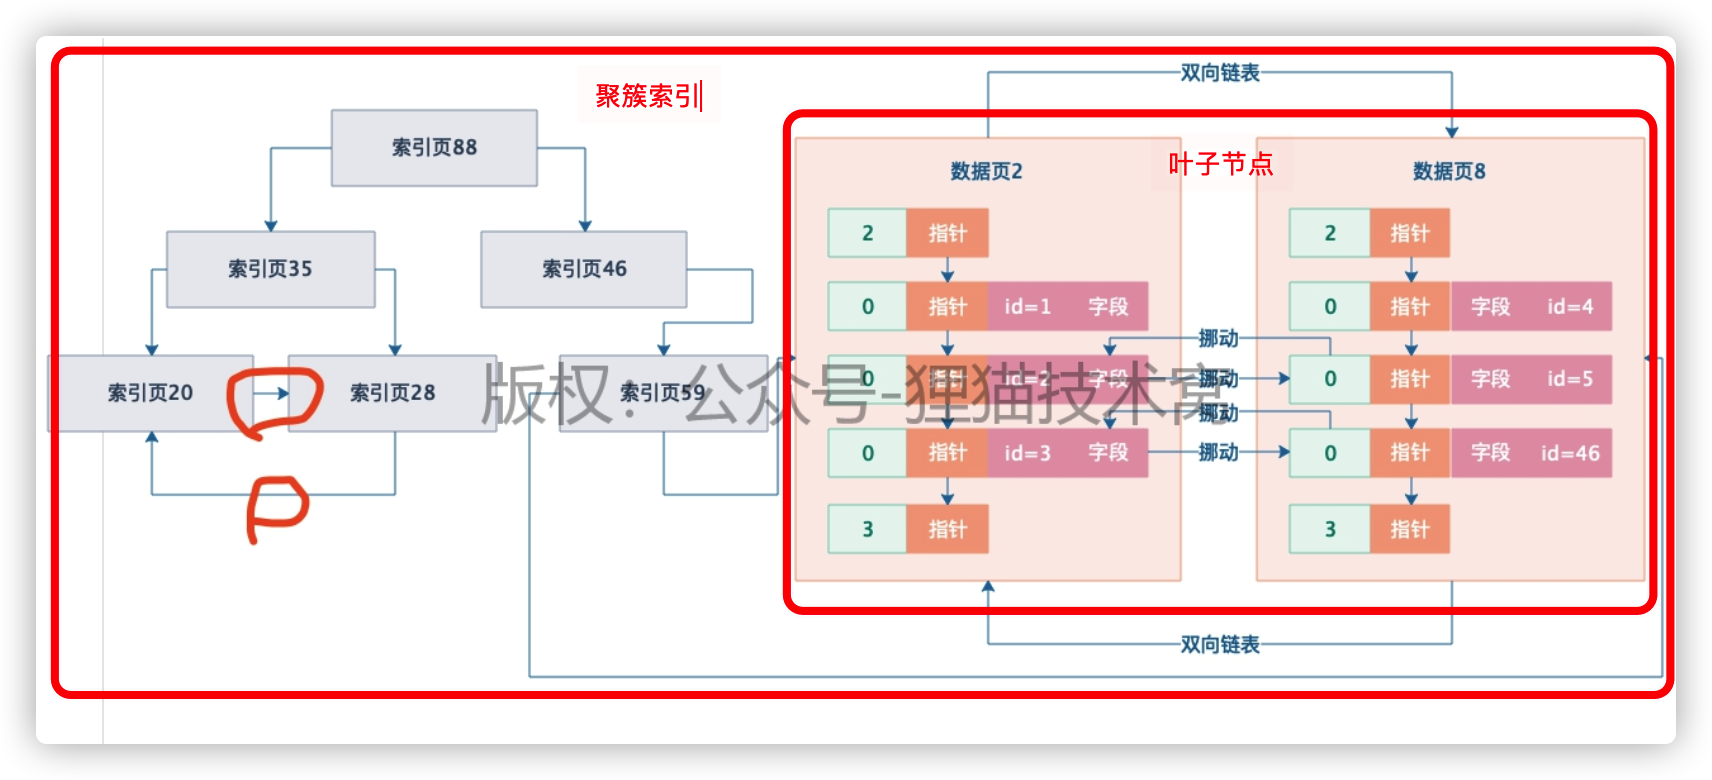 聚簇索引
双向链表
索引页88
叶子节点
数据页2
数据页8
索引页35
索引页46
2 指针
2 指针
0 指针 id=1 字段
0 指针 字段 id=4
挪动
索引页20
索引页28
索引页59
0 指针 id=2 字段
挪动
0 指针 字段 id=5
版权：公众号-狸猫技术窝
挪动
0 指针 id=3 字段
挪动
0 指针 字段 id=46
P
3 指针
3 指针
双向链表